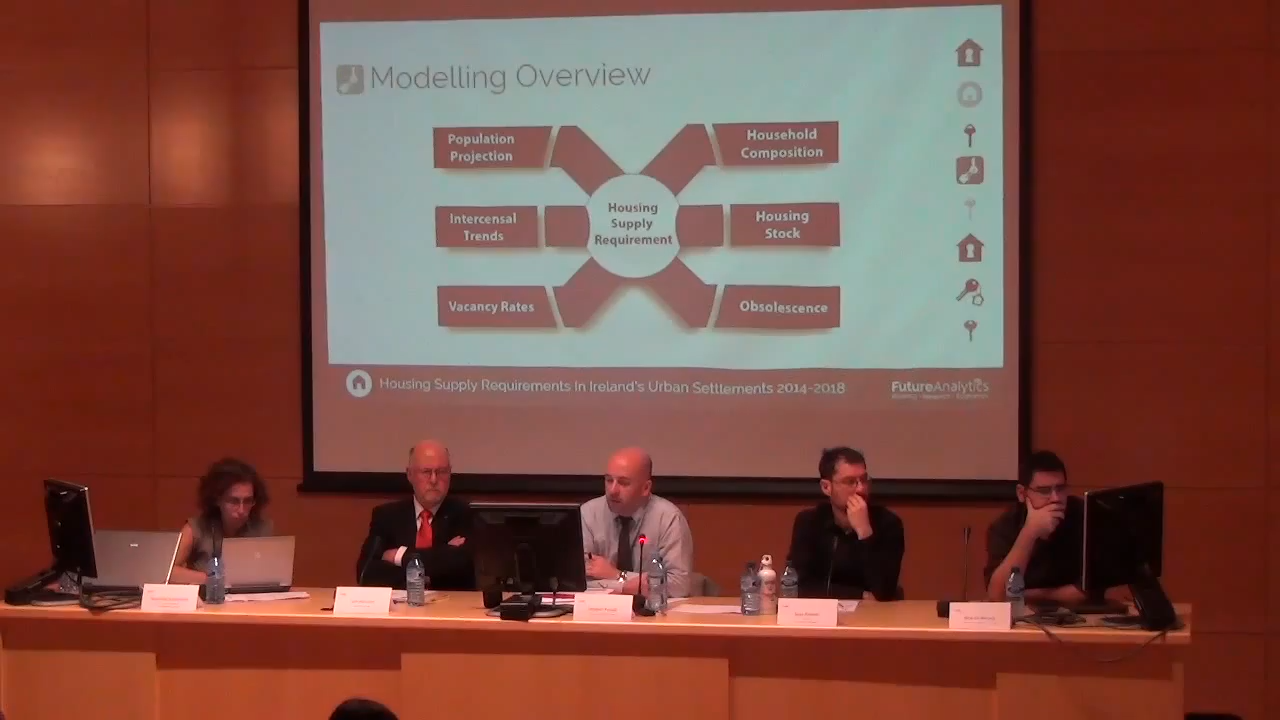 Modelling Overview
Population
Projection
Household
Composition
Intercensal
Trends
Housing
Supply
Requirement
Housing
Stock
Vacancy Rates
Obsolescence
Housing Supply Requirements in Ireland's Urban Settlements 2014-2018
FutureAnalytics